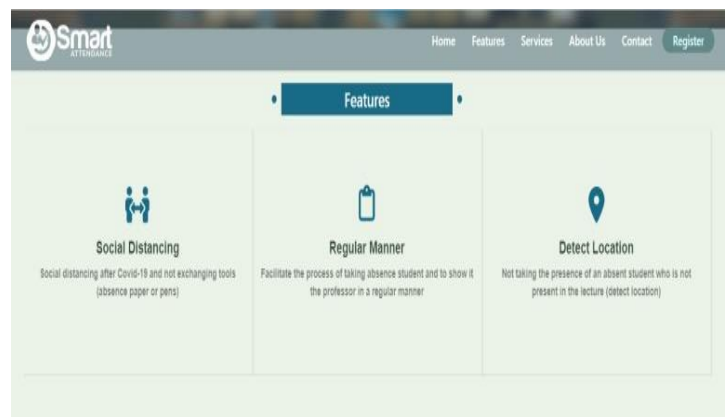 Smart
ATTENDANCE
Home Features Services About Us Contact Register
Features
Social Distancing
Social distancing after Covid-19 and not exchanging tools
(absence paper or pens)
Regular Manner
Facilitate the process of taking absence student and to show it
the professor in a regular manner
Detect Location
Not taking the presence of an absent student who is not
present in the lecture (detect location)